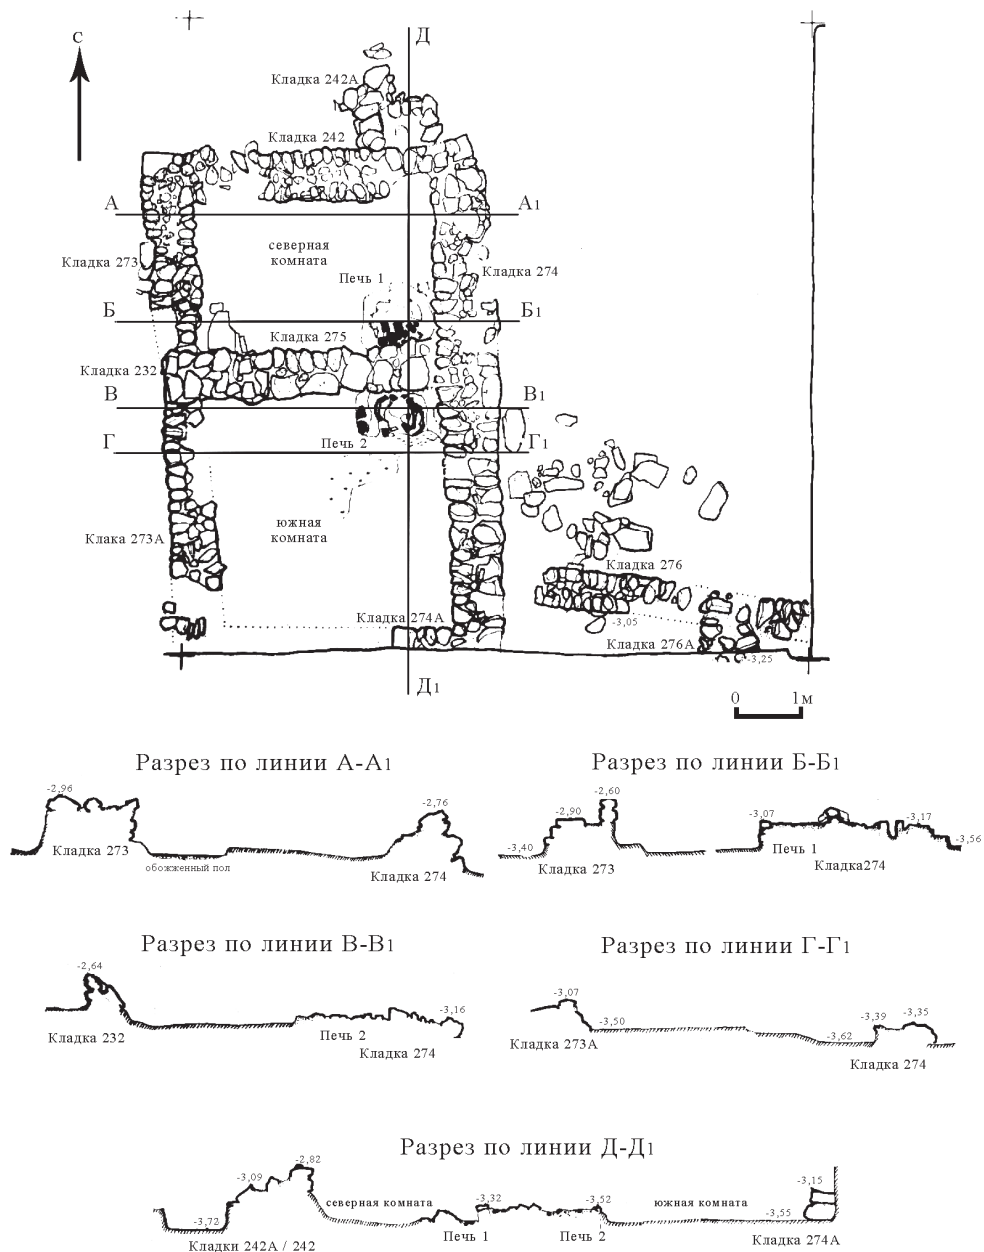 С
Д
Кладка 242А
Кладка 242
А
А1
северная
комната
Кладка 273
Кладка 274
Печь 1
Б
Б1
Кладка 275
Кладка 232
В
В1
Г
Печь 2
Г1
южная
комната
Клака 273А
Кладка 276
Кладка 274А
-3,05
Кладка 276А
-3,25
Д1
0 1м
Разрез по линии А-А1
-2,96
-2,76
Кладка 273
обожженный пол
Кладка 274
Разрез по линии Б-Б1
-2,60
-2,90
-3,07
-3,17
-3,40
-3,56
Печь 1
Кладка 273
Кладка274
Разрез по линии В-В1
-2,64
-3,16
Кладка 232
Печь 2
Кладка 274
Разрез по линии Г-Г1
-3,07
-3,50
-3,39
-3,35
-3,62
Кладка 273А
Кладка 274
Разрез по линии Д-Д1
-2,82
-3,09
-3,15
северная комната
-3,32
-3,52
южная комната
-3,72
-3,55
Кладки 242А / 242
Печь 1
Печь 2
Кладка 274А